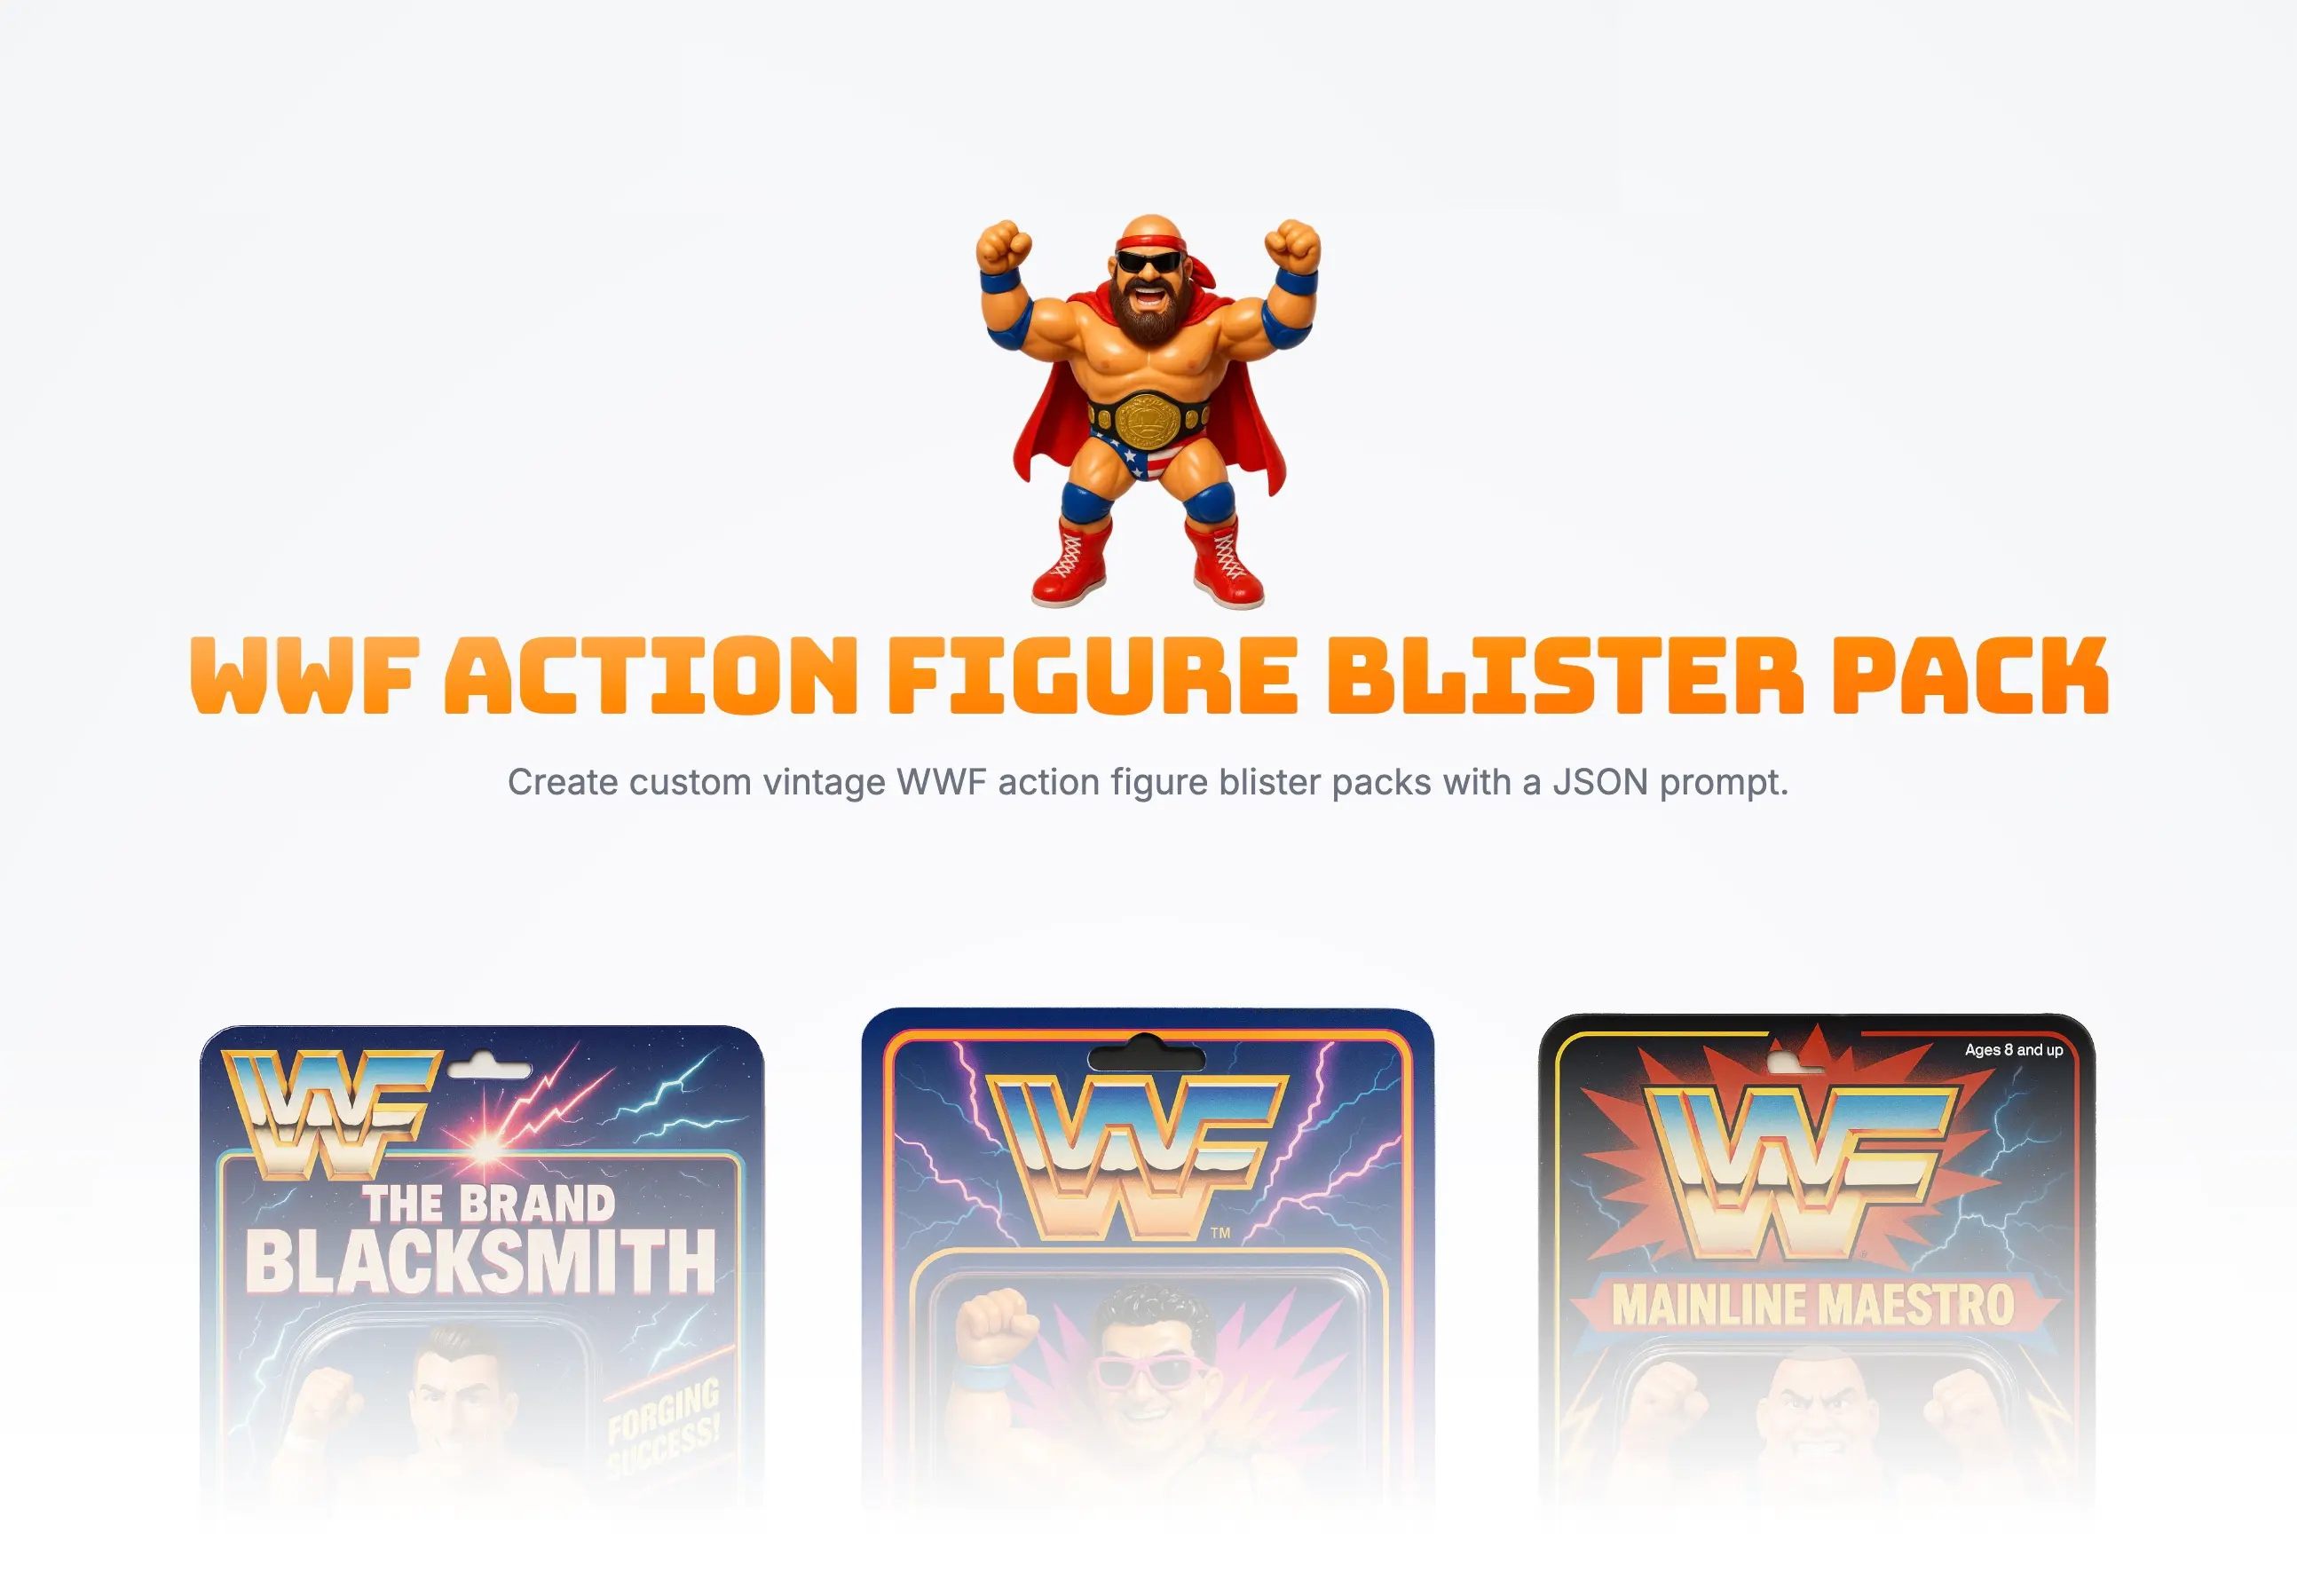 WWF ACTION FIGURE BLISTER PACK
Create custom vintage WWF action figure blister packs with a JSON prompt.
WWF
THE BRAND
BLACKSMITH
FORGING
SUCCESS!
WWF
TM
Ages 8 and up
WWF
MAINLINE MAESTRO